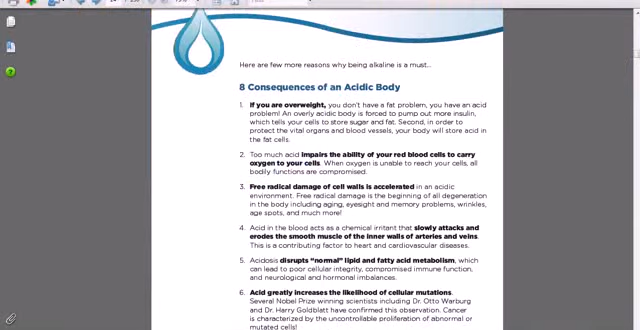 Here are few more reasons why being alkaline is a must...
8 Consequences of an Acidic Body
1. If you are overweight, you don't have a fat problem, you have an acid
problem! An overly acidic body is forced to pump out more insulin,
which tells your cells to store sugar and fat. Second, in order to
protect the vital organs and blood vessels, your body will store acid in
the fat cells.
2. Too much acid impairs the ability of your red blood cells to carry
oxygen to your cells. When oxygen is unable to reach your cells, all
bodily functions are compromised.
3. Free radical damage of cell walls is accelerated in an acidic
environment. Free radical damage is the beginning of all degeneration
in the body including aging, eyesight and memory problems, wrinkles,
age spots, and much more!
4. Acid in the blood acts as a chemical irritant that slowly attacks and
erodes the smooth muscle of the inner walls of arteries and veins.
This is a contributing factor to heart and cardiovascular diseases.
5. Acidosis disrupts "normal" lipid and fatty acid metabolism, which
can lead to poor cellular integrity, compromised immune function,
and neurological and hormonal imbalances.
6. Acid greatly increases the likelihood of cellular mutations.
Several Nobel Prize winning scientists including Dr. Otto Warburg
and Dr. Harry Goldblatt have confirmed this observation. Cancer
is characterized by the uncontrollable proliferation of abnormal or
mutated cells!